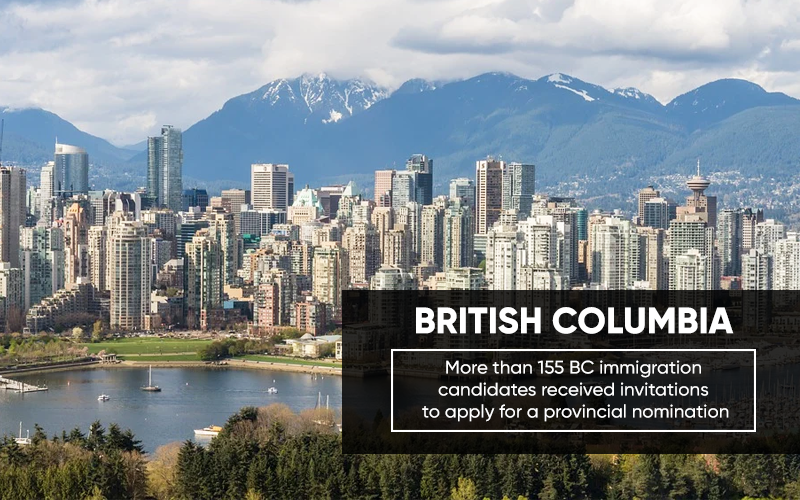 BRITISH COLUMBIA
More than 155 BC immigration
candidates received invitations
to apply for a provincial nomination